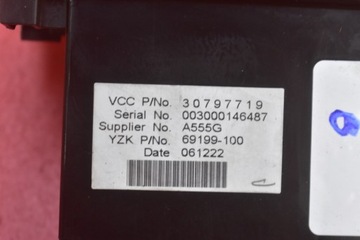 VCC P/No. 30797719
Serial No. 003000146487
Supplier No. A555G
YZK P/No. 69199-100
Date 061222